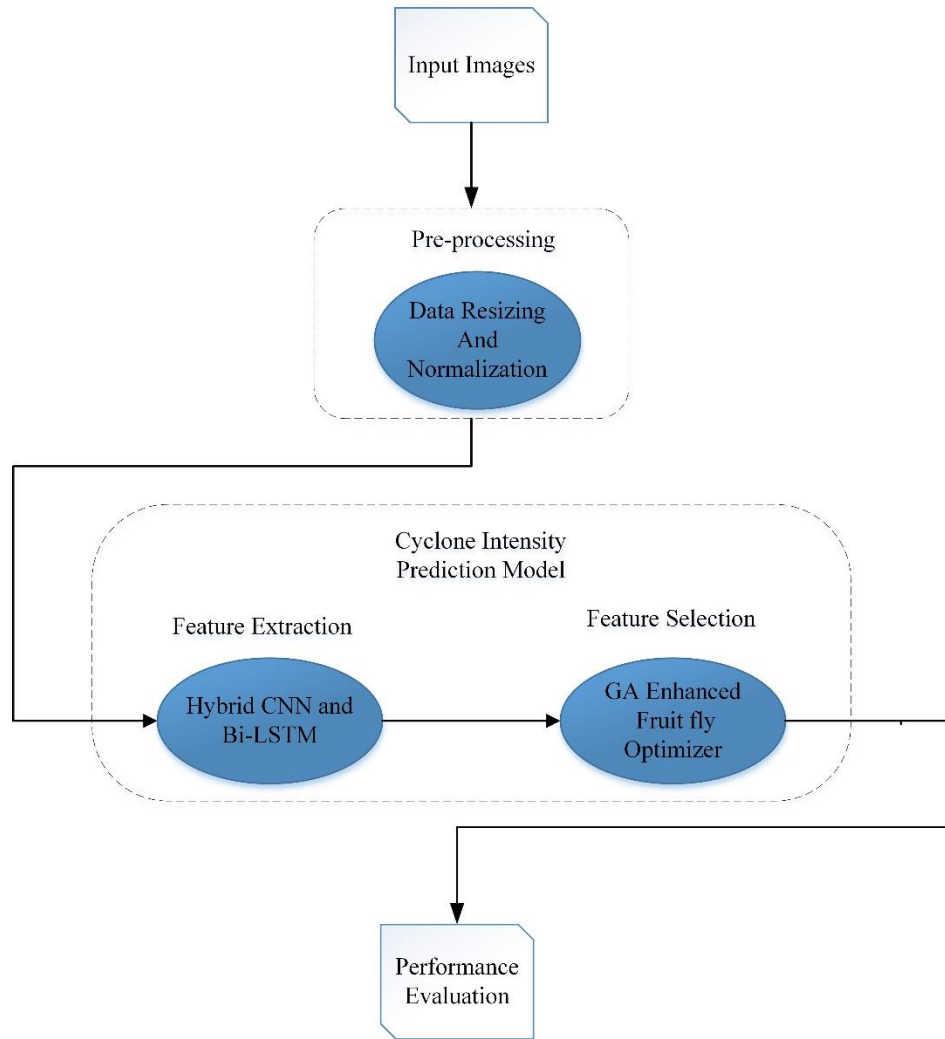 Input Images
Pre-processing
Data Resizing
And
Normalization
Cyclone Intensity
Prediction Model
Feature Extraction
Hybrid CNN and
Bi-LSTM
Feature Selection
GA Enhanced
Fruit fly
Optimizer
Performance
Evaluation